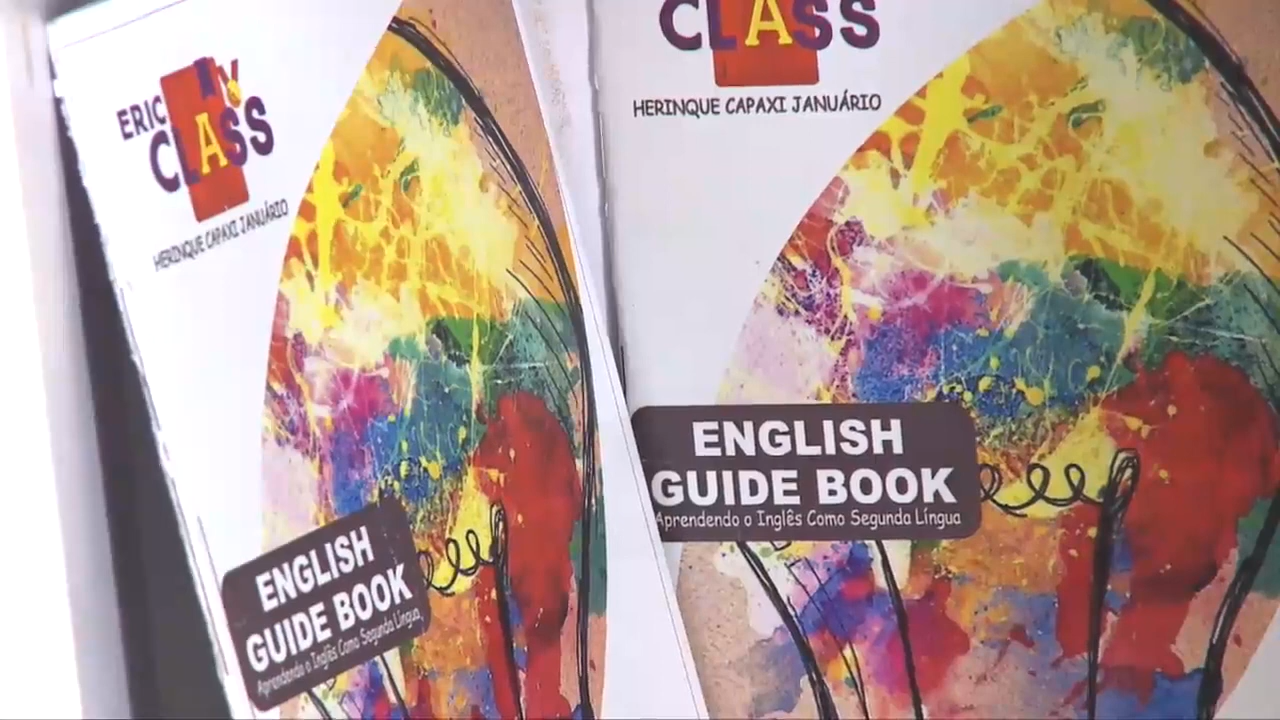 ERIC
CLASS
HERINQUE CAPAXI JANUÁRIO
ENGLISH
GUIDE BOOK
Aprendendo o Inglês Como Segunda Língua
CLASS
HERINQUE CAPAXI JANUÁRIO
ENGLISH
GUIDE BOOK
Aprendendo o Inglês Como Segunda Língua